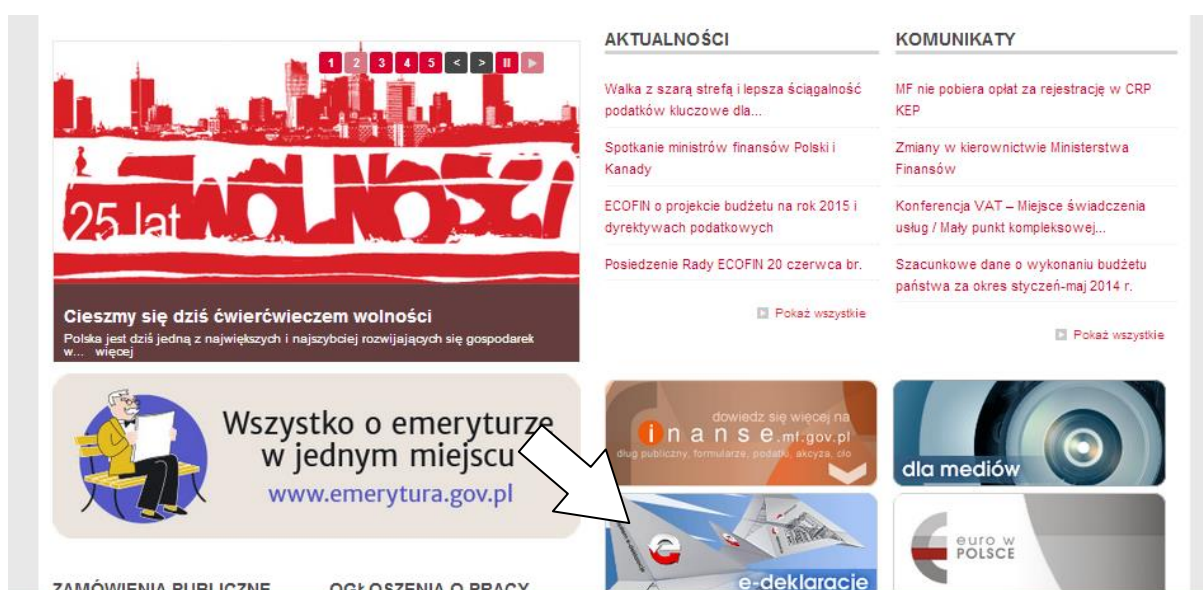 1 2 3 4 5 < >
25 lat WOLNOŚCI
Cieszmy się dziś ćwierćwieczem wolności
Polska jest dziś jedną z największych i najszybciej rozwijających się gospodarek
w... więcej
AKTUALNOŚCI
Walka z szarą strefą i lepsza ściągalność
podatków kluczowe dla...
Spotkanie ministrów finansów Polski i
Kanady
ECOFIN o projekcie budżetu na rok 2015 i
dyrektywach podatkowych
Posiedzenie Rady ECOFIN 20 czerwca br.
Pokaż wszystkie
KOMUNIKATY
MF nie pobiera opłat za rejestrację w CRP
KEP
Zmiany w kierownictwie Ministerstwa
Finansów
Konferencja VAT – Miejsce świadczenia
usług / Mały punkt kompleksowej...
Szacunkowe dane o wykonaniu budżetu
państwa za okres styczeń-maj 2014 r.
Pokaż wszystkie
Wszystko o emeryturze
w jednym miejscu
www.emerytura.gov.pl
dowiedz się więcej na
finanse.mf.gov.pl
dług publiczny, formularze, podatki, akcyza, cło
dla mediów
e-deklaracje
euro w
POLSCE
ZAMÓWIENIA PUBLICZNE
OGŁOSZENIA O PRACY